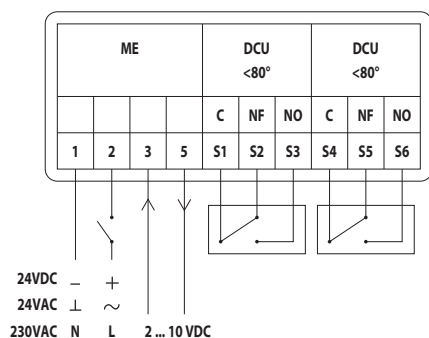 ME DCU DCU
<80° <80°
C NF NO C NF NO
1 2 3 5 S1 S2 S3 S4 S5 S6
24VDC – +
24VAC ⊥ ~
230VAC N L 2 ... 10 VDC